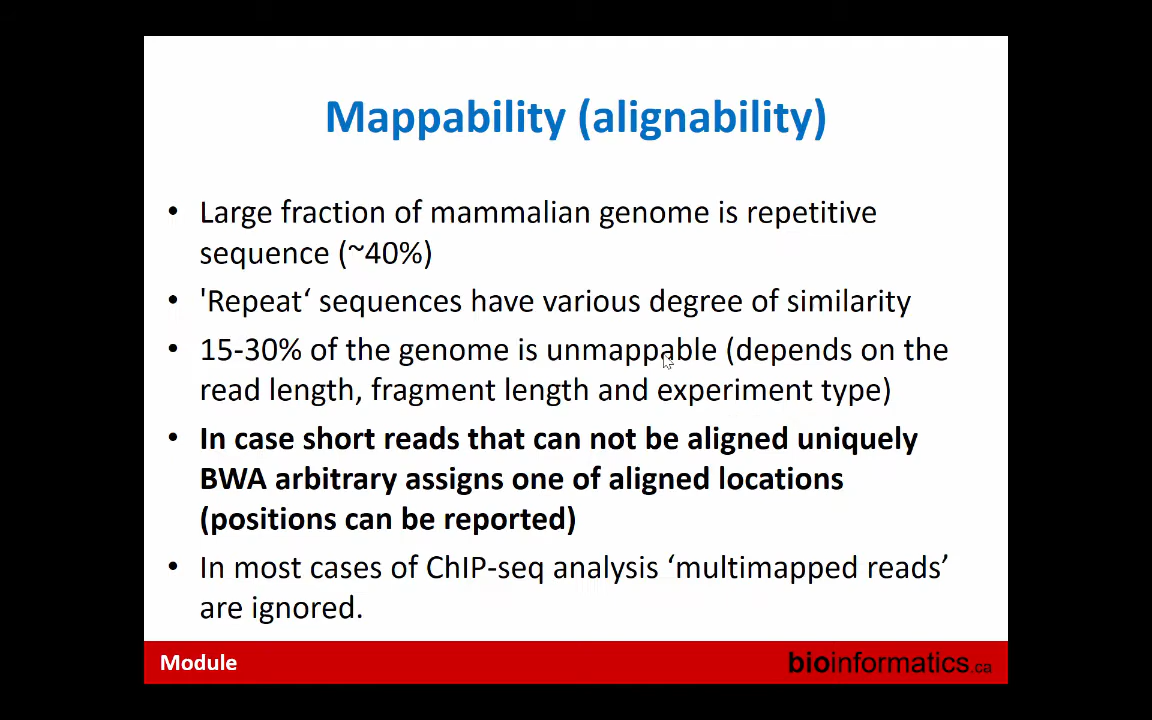 Mappability (alignability)
• Large fraction of mammalian genome is repetitive
sequence (~40%)
• 'Repeat‘ sequences have various degree of similarity
• 15-30% of the genome is unmappable (depends on the
read length, fragment length and experiment type)
• In case short reads that can not be aligned uniquely
BWA arbitrary assigns one of aligned locations
(positions can be reported)
• In most cases of ChIP-seq analysis ‘multimapped reads’
are ignored.
Module
bioinformatics.ca